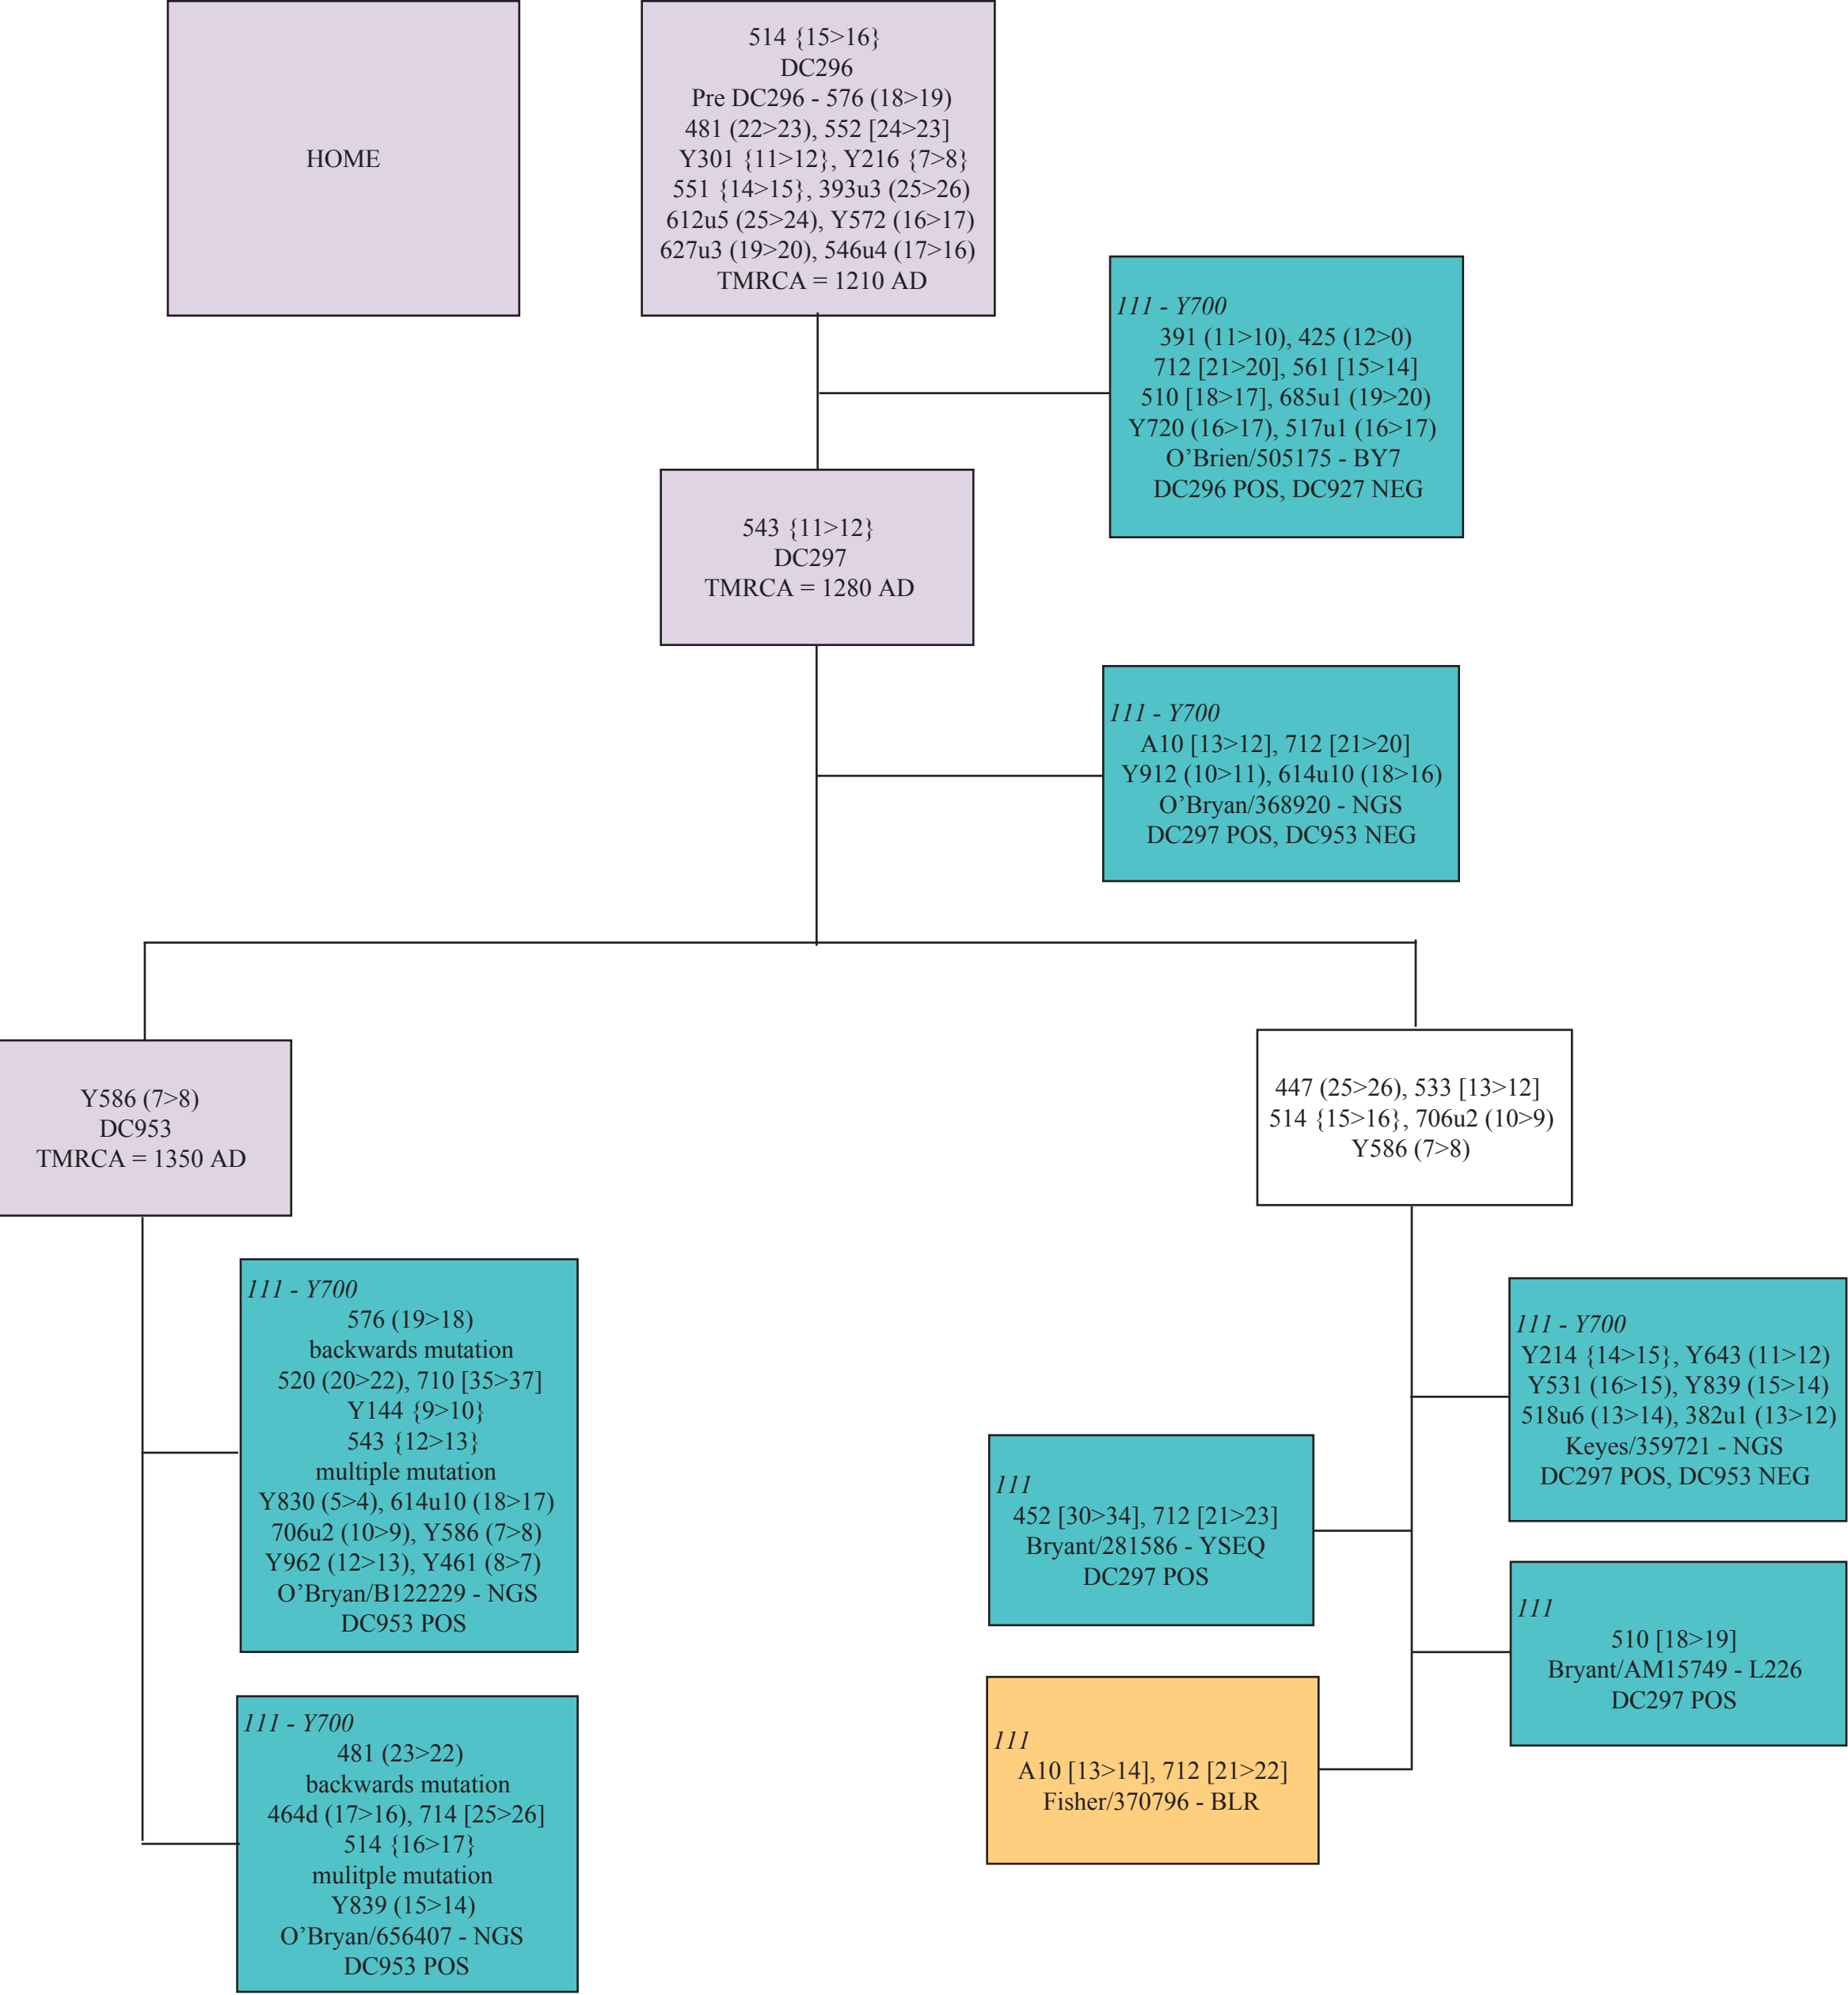 HOME
514 {15>16}
DC296
Pre DC296 - 576 (18>19)
481 (22>23), 552 [24>23]
Y301 {11>12}, Y216 {7>8}
551 {14>15}, 393u3 (25>26)
612u5 (25>24), Y572 (16>17)
627u3 (19>20), 546u4 (17>16)
TMRCA = 1210 AD
111 - Y700
391 (11>10), 425 (12>0)
712 [21>20], 561 [15>14]
510 [18>17], 685u1 (19>20)
Y720 (16>17), 517u1 (16>17)
O’Brien/505175 - BY7
DC296 POS, DC927 NEG
543 {11>12}
DC297
TMRCA = 1280 AD
111 - Y700
A10 [13>12], 712 [21>20]
Y912 (10>11), 614u10 (18>16)
O’Bryan/368920 - NGS
DC297 POS, DC953 NEG
Y586 (7>8)
DC953
TMRCA = 1350 AD
447 (25>26), 533 [13>12]
514 {15>16}, 706u2 (10>9)
Y586 (7>8)
111 - Y700
576 (19>18)
backwards mutation
520 (20>22), 710 [35>37]
Y144 {9>10}
543 {12>13}
multiple mutation
Y830 (5>4), 614u10 (18>17)
706u2 (10>9), Y586 (7>8)
Y962 (12>13), Y461 (8>7)
O’Bryan/B122229 - NGS
DC953 POS
111 - Y700
Y214 {14>15}, Y643 (11>12)
Y531 (16>15), Y839 (15>14)
518u6 (13>14), 382u1 (13>12)
Keyes/359721 - NGS
DC297 POS, DC953 NEG
111
452 [30>34], 712 [21>23]
Bryant/281586 - YSEQ
DC297 POS
111
510 [18>19]
Bryant/AM15749 - L226
DC297 POS
111 - Y700
481 (23>22)
backwards mutation
464d (17>16), 714 [25>26]
514 {16>17}
mulitple mutation
Y839 (15>14)
O’Bryan/656407 - NGS
DC953 POS
111
A10 [13>14], 712 [21>22]
Fisher/370796 - BLR